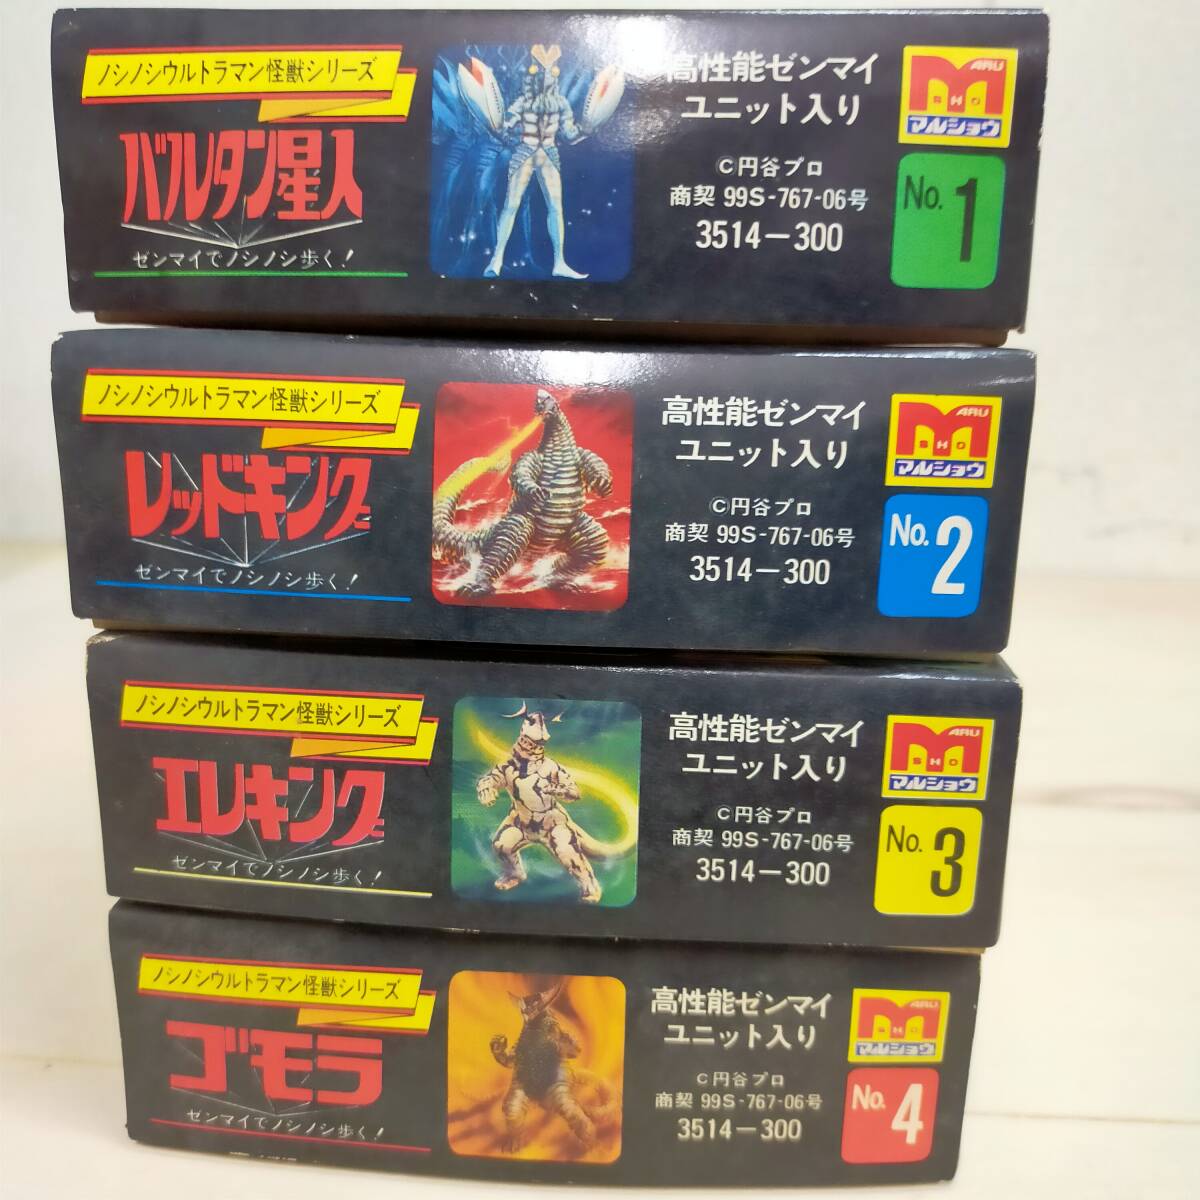 ノシノシウルトラマン怪獣シリーズ
バルタン星人
ゼンマイでノシノシ歩く!
高性能ゼンマイ
ユニット入り
©円谷プロ
商契 99S-767-06号
3514-300
MARU
SHO
マルショウ
No.1
ノシノシウルトラマン怪獣シリーズ
レッドキング
ゼンマイでノシノシ歩く!
高性能ゼンマイ
ユニット入り
©円谷プロ
商契 99S-767-06号
3514-300
MARU
SHO
マルショウ
No.2
ノシノシウルトラマン怪獣シリーズ
エレキング
ゼンマイでノシノシ歩く!
高性能ゼンマイ
ユニット入り
©円谷プロ
商契 99S-767-06号
3514-300
MARU
SHO
マルショウ
No.3
ノシノシウルトラマン怪獣シリーズ
ゴモラ
ゼンマイでノシノシ歩く!
高性能ゼンマイ
ユニット入り
©円谷プロ
商契 99S-767-06号
3514-300
MARU
SHO
マルショウ
No.4